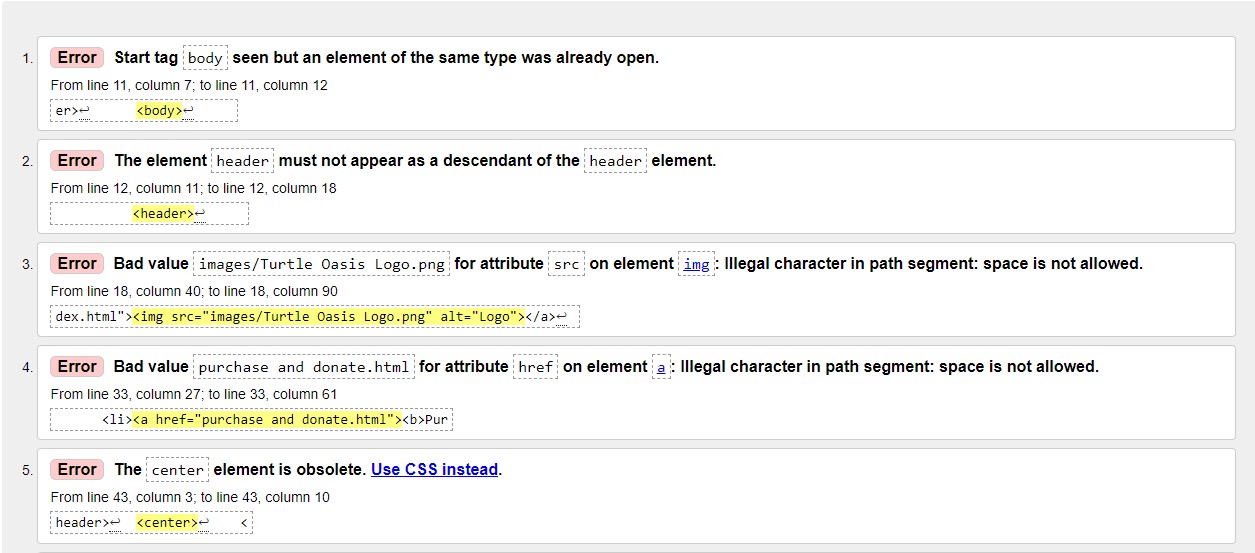 1. Error Start tag body seen but an element of the same type was already open.
From line 11, column 7; to line 11, column 12
er>↩ <body>↩
2. Error The element header must not appear as a descendant of the header element.
From line 12, column 11; to line 12, column 18
<header>↩
3. Error Bad value images/Turtle Oasis Logo.png for attribute src on element img: Illegal character in path segment: space is not allowed.
From line 18, column 40; to line 18, column 90
dex.html"><img src="images/Turtle Oasis Logo.png" alt="Logo"></a>↩
4. Error Bad value purchase and donate.html for attribute href on element a: Illegal character in path segment: space is not allowed.
From line 33, column 27; to line 33, column 61
<li><a href="purchase and donate.html"><b>Pur
5. Error The center element is obsolete. Use CSS instead.
From line 43, column 3; to line 43, column 10
header>↩ <center>↩ <